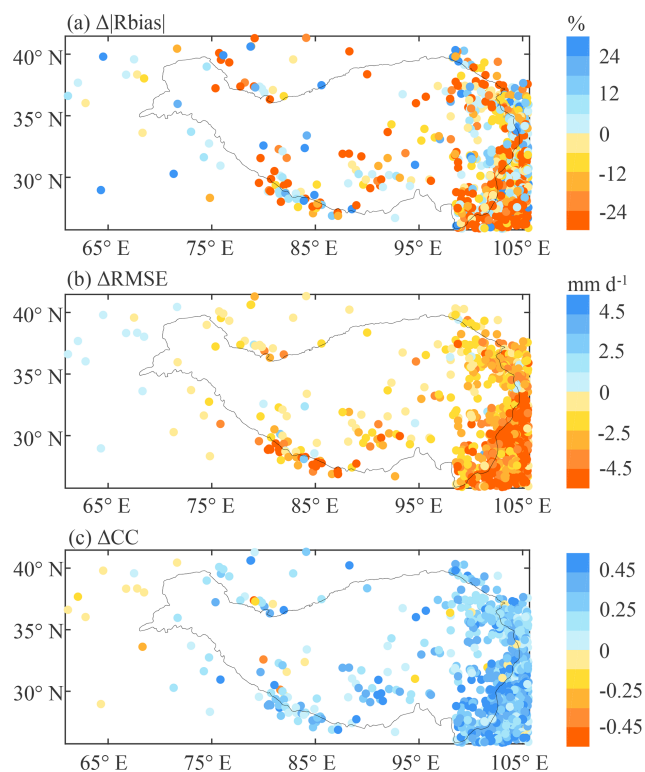 (a) Δ|Rbias|
%
40° N
35° N
30° N
24
12
0
-12
-24
65° E
75° E
85° E
95° E
105° E
(b) ΔRMSE
mm d⁻¹
40° N
35° N
30° N
4.5
2.5
0
-2.5
-4.5
65° E
75° E
85° E
95° E
105° E
(c) ΔCC
40° N
35° N
30° N
0.45
0.25
0
-0.25
-0.45
65° E
75° E
85° E
95° E
105° E